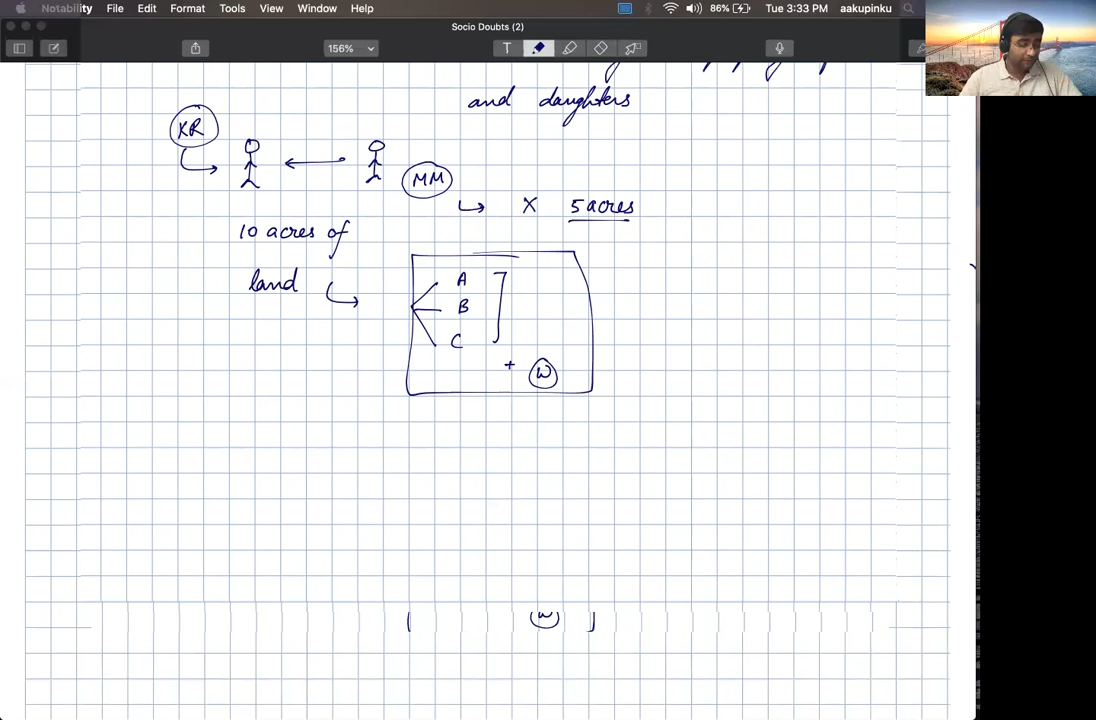 Notability File Edit Format Tools View Window Help 86% Tue 3:33 PM aakupinku
Socio Doubts (2)
156% T
and daughters
KR
MM
X 5 acres
10 acres of
land
A
B
C
+ W
W